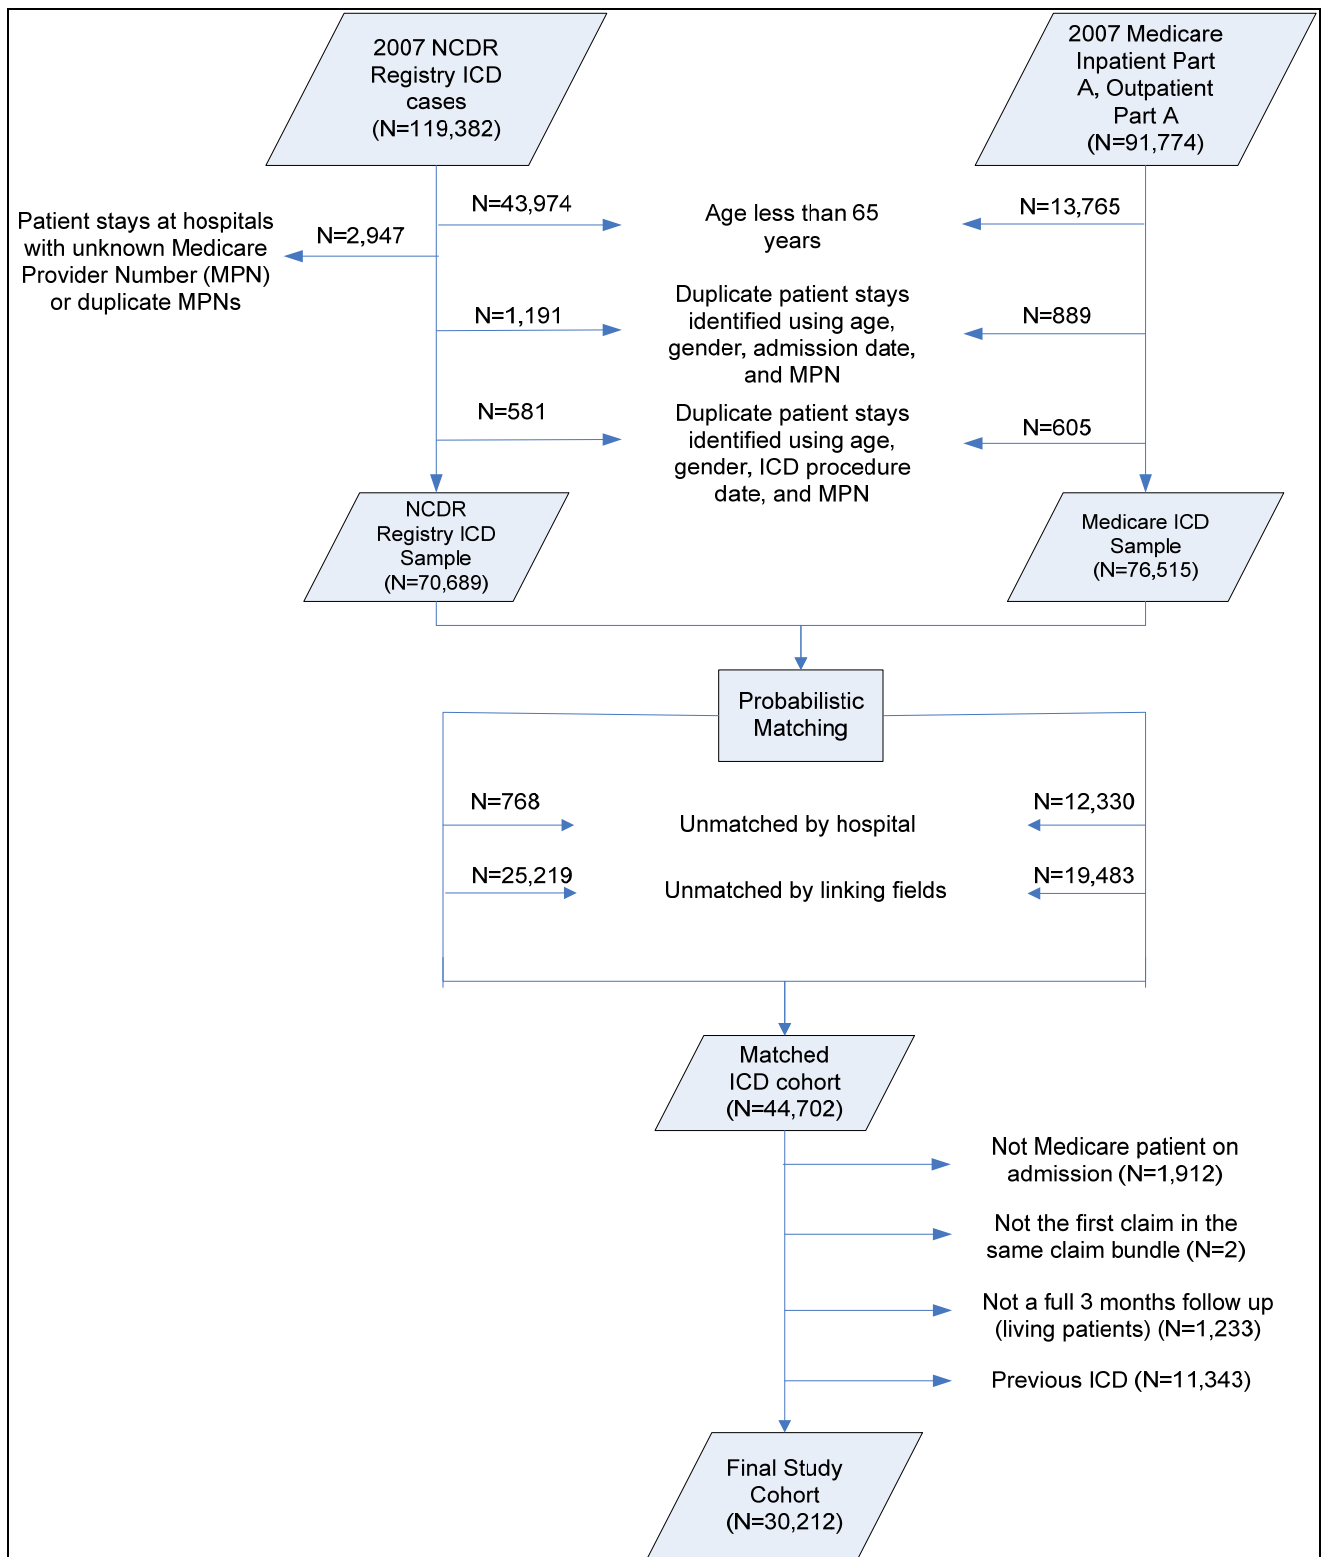 2007 NCDR
Registry ICD
cases
(N=119,382)
2007 Medicare
Inpatient Part
A, Outpatient
Part A
(N=91,774)
Patient stays at hospitals
with unknown Medicare
Provider Number (MPN)
or duplicate MPNs
N=2,947
N=43,974
Age less than 65
years
N=13,765
N=1,191
Duplicate patient stays
identified using age,
gender, admission date,
and MPN
N=889
N=581
Duplicate patient stays
identified using age,
gender, ICD procedure
date, and MPN
N=605
NCDR
Registry ICD
Sample
(N=70,689)
Medicare ICD
Sample
(N=76,515)
Probabilistic
Matching
N=768
Unmatched by hospital
N=12,330
N=25,219
Unmatched by linking fields
N=19,483
Matched
ICD cohort
(N=44,702)
Not Medicare patient on
admission (N=1,912)
Not the first claim in the
same claim bundle (N=2)
Not a full 3 months follow up
(living patients) (N=1,233)
Previous ICD (N=11,343)
Final Study
Cohort
(N=30,212)